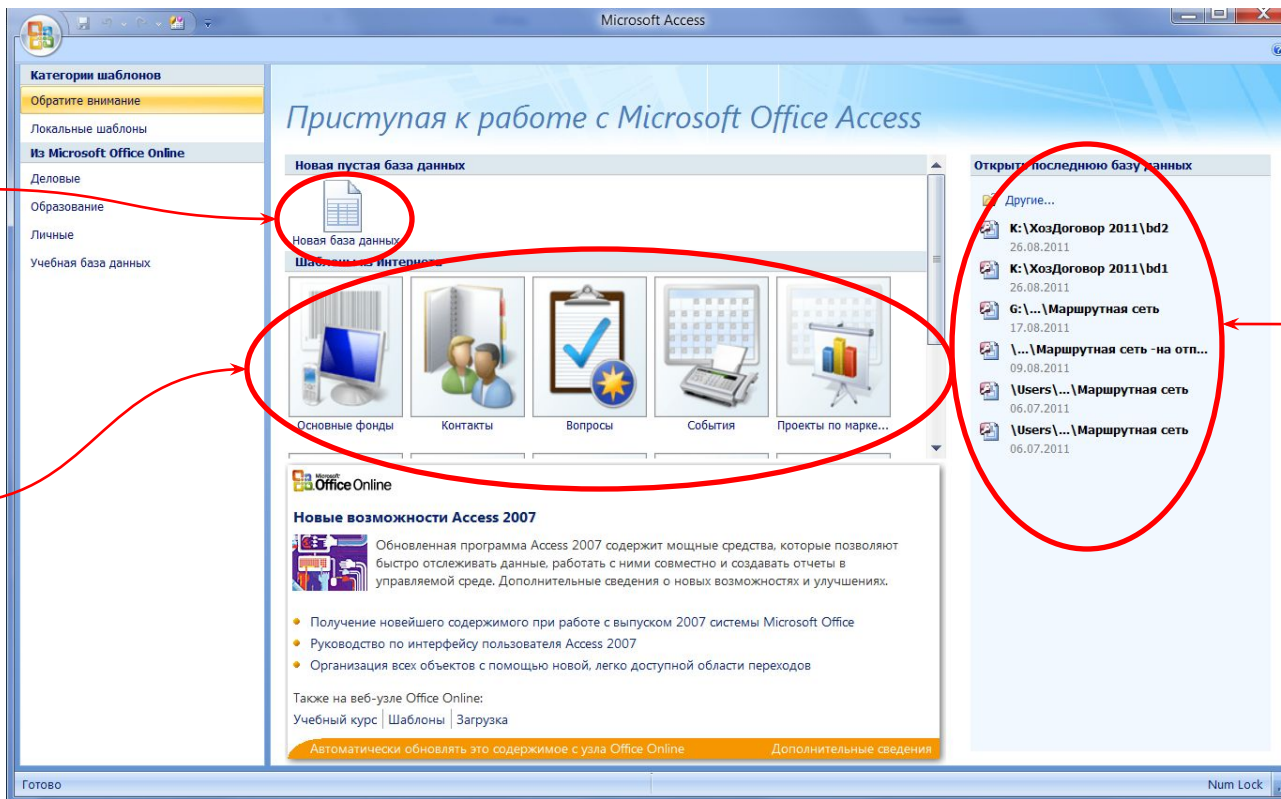 Microsoft Access
Категории шаблонов
Обратите внимание
Локальные шаблоны
Из Microsoft Office Online
Деловые
Образование
Личные
Учебная база данных
Приступая к работе с Microsoft Office Access
Новая пустая база данных
Новая база данных
Шаблоны из Интернета
Основные фонды
Контакты
Вопросы
События
Проекты по марке...
Microsoft
Office Online
Новые возможности Access 2007
Обновленная программа Access 2007 содержит мощные средства, которые позволяют
быстро отслеживать данные, работать с ними совместно и создавать отчеты в
управляемой среде. Дополнительные сведения о новых возможностях и улучшениях.
Получение новейшего содержимого при работе с выпуском 2007 системы Microsoft Office
Руководство по интерфейсу пользователя Access 2007
Организация всех объектов с помощью новой, легко доступной области переходов
Также на веб-узле Office Online:
Учебный курс | Шаблоны | Загрузка
Автоматически обновлять это содержимое с узла Office Online
Дополнительные сведения
Открыть последнюю базу данных
Другие...
K:\ХозДоговор 2011\bd2
26.08.2011
K:\ХозДоговор 2011\bd1
26.08.2011
G:\...\Маршрутная сеть
17.08.2011
\...\Маршрутная сеть -на отп...
09.08.2011
\Users\...\Маршрутная сеть
06.07.2011
\Users\...\Маршрутная сеть
06.07.2011
Готово
Num Lock